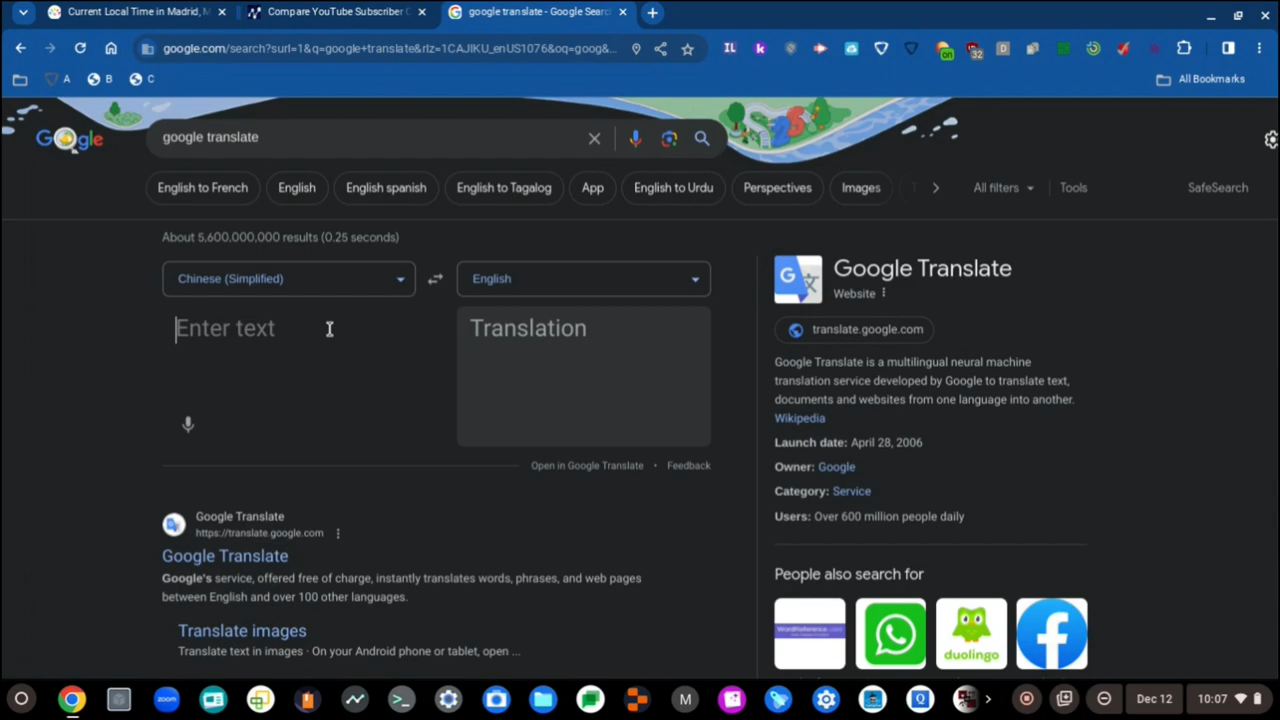 Current Local Time in Madrid, M
Compare YouTube Subscriber C
google translate - Google Sear
google.com/search?surl=1&q=google+translate&rlz=1CAJIKU_enUS1076&oq=goog&...
IL
k
on
32
D
A
B
C
All Bookmarks
Google
google translate
English to French
English
English spanish
English to Tagalog
App
English to Urdu
Perspectives
Images
All filters
Tools
SafeSearch
About 5,600,000,000 results (0.25 seconds)
Chinese (Simplified)
English
Enter text
Translation
Open in Google Translate • Feedback
Google Translate
https://translate.google.com
Google Translate
Google's service, offered free of charge, instantly translates words, phrases, and web pages
between English and over 100 other languages.
Translate images
Translate text in images · On your Android phone or tablet, open ...
Google Translate
Website
translate.google.com
Google Translate is a multilingual neural machine
translation service developed by Google to translate text,
documents and websites from one language into another.
Wikipedia
Launch date: April 28, 2006
Owner: Google
Category: Service
Users: Over 600 million people daily
People also search for
WordReference.com
duolingo
zoom
M
Q
Dec 12
10:07